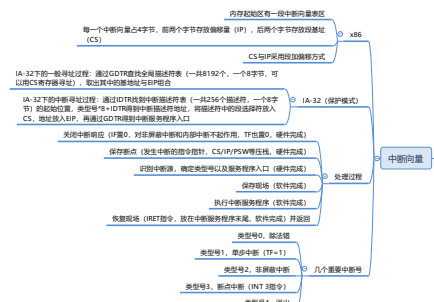 内存起始区有一段中断向量表区
每一个中断向量占4字节，前两个字节存放偏移量（IP），后两个字节存放段基址
（CS）
x86
CS与IP采用段加偏移方式
IA-32下的一般寻址过程：通过GDTR查找全局描述符表（一共8192个，一个8字节，可
以用CS寄存器寻址），取出其中的基地址与EIP组合
IA-32下的中断寻址过程：通过IDTR找到中断描述符表（一共256个描述符，一个8字
节）的起始位置，类型号*8+IDTR得到中断描述符地址，将描述符中的段选择符放入
CS，地址放入EIP，再通过GDTR得到中断服务程序入口
IA-32（保护模式）
关闭中断响应（IF置0，对非屏蔽中断和内部中断不起作用，TF也置0，硬件完成）
保存断点（发生中断的指令指针，CS/IP/PSW等压栈，硬件完成）
识别中断源，确定类型号以及服务程序入口（硬件完成）
保存现场（软件完成）
执行中断服务程序（软件完成）
恢复现场（IRET指令，放在中断服务程序末尾，软件完成）并返回
处理过程
中断向量
类型号0，除法错
类型号1，单步中断（TF=1）
类型号2，非屏蔽中断
类型号3，断点中断（INT 3指令）
几个重要中断号